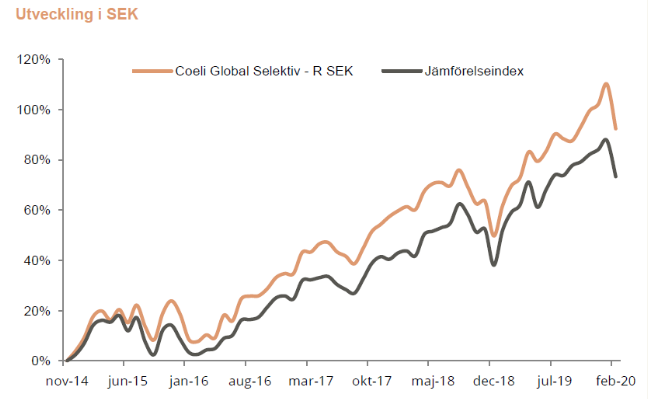 Utveckling i SEK
120%
Coeli Global Selektiv - R SEK
Jämförelseindex
100%
80%
60%
40%
20%
0%
nov-14 jun-15 jan-16 aug-16 mar-17 okt-17 maj-18 dec-18 jul-19 feb-20